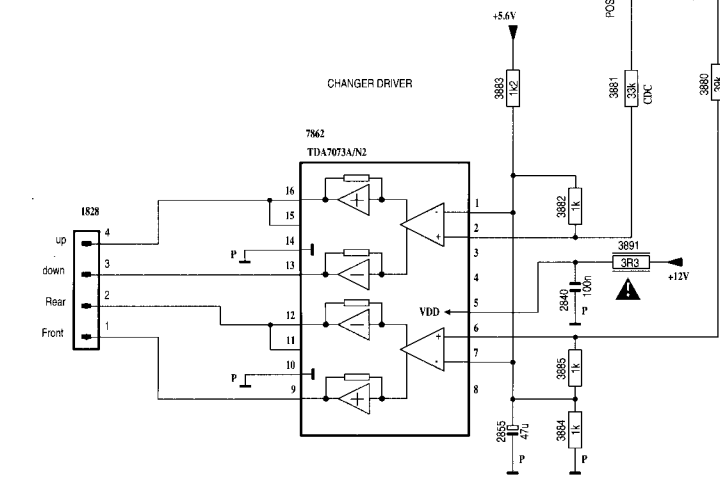 POS
+5.6V
3883
1k2
3881
33k
CDC
3880
39k
CHANGER DRIVER
7862
TDA7073A/N2
1828
up
4
down
3
Rear
2
Front
1
16
15
14
P
13
12
11
10
P
9
+
−
−
+
-
+
+
-
VDD
1
2
3
4
5
6
7
8
3882
1k
3891
3R3
+12V
2840
100n
P
3885
1k
2855
47u
P
3884
1k
P